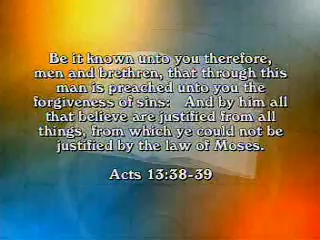 Be it known unto you therefore,
men and brethren, that through this
man is preached unto you the
forgiveness of sins: And by him all
that believe are justified from all
things, from which ye could not be
justified by the law of Moses.
Acts 13:38-39